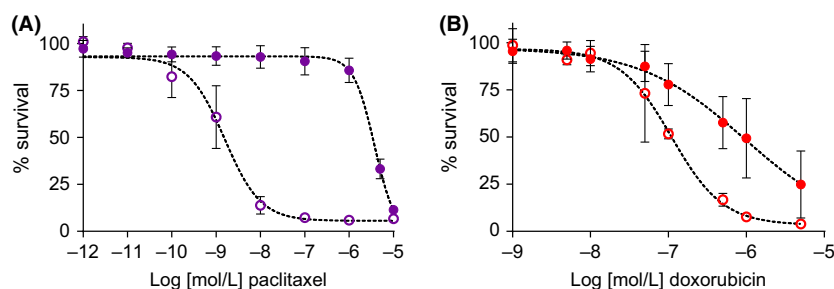 (A)
100
75
50
25
0
% survival
–12 –11 –10 –9 –8 –7 –6 –5
Log [mol/L] paclitaxel
(B)
100
75
50
25
0
% survival
–9 –8 –7 –6 –5
Log [mol/L] doxorubicin